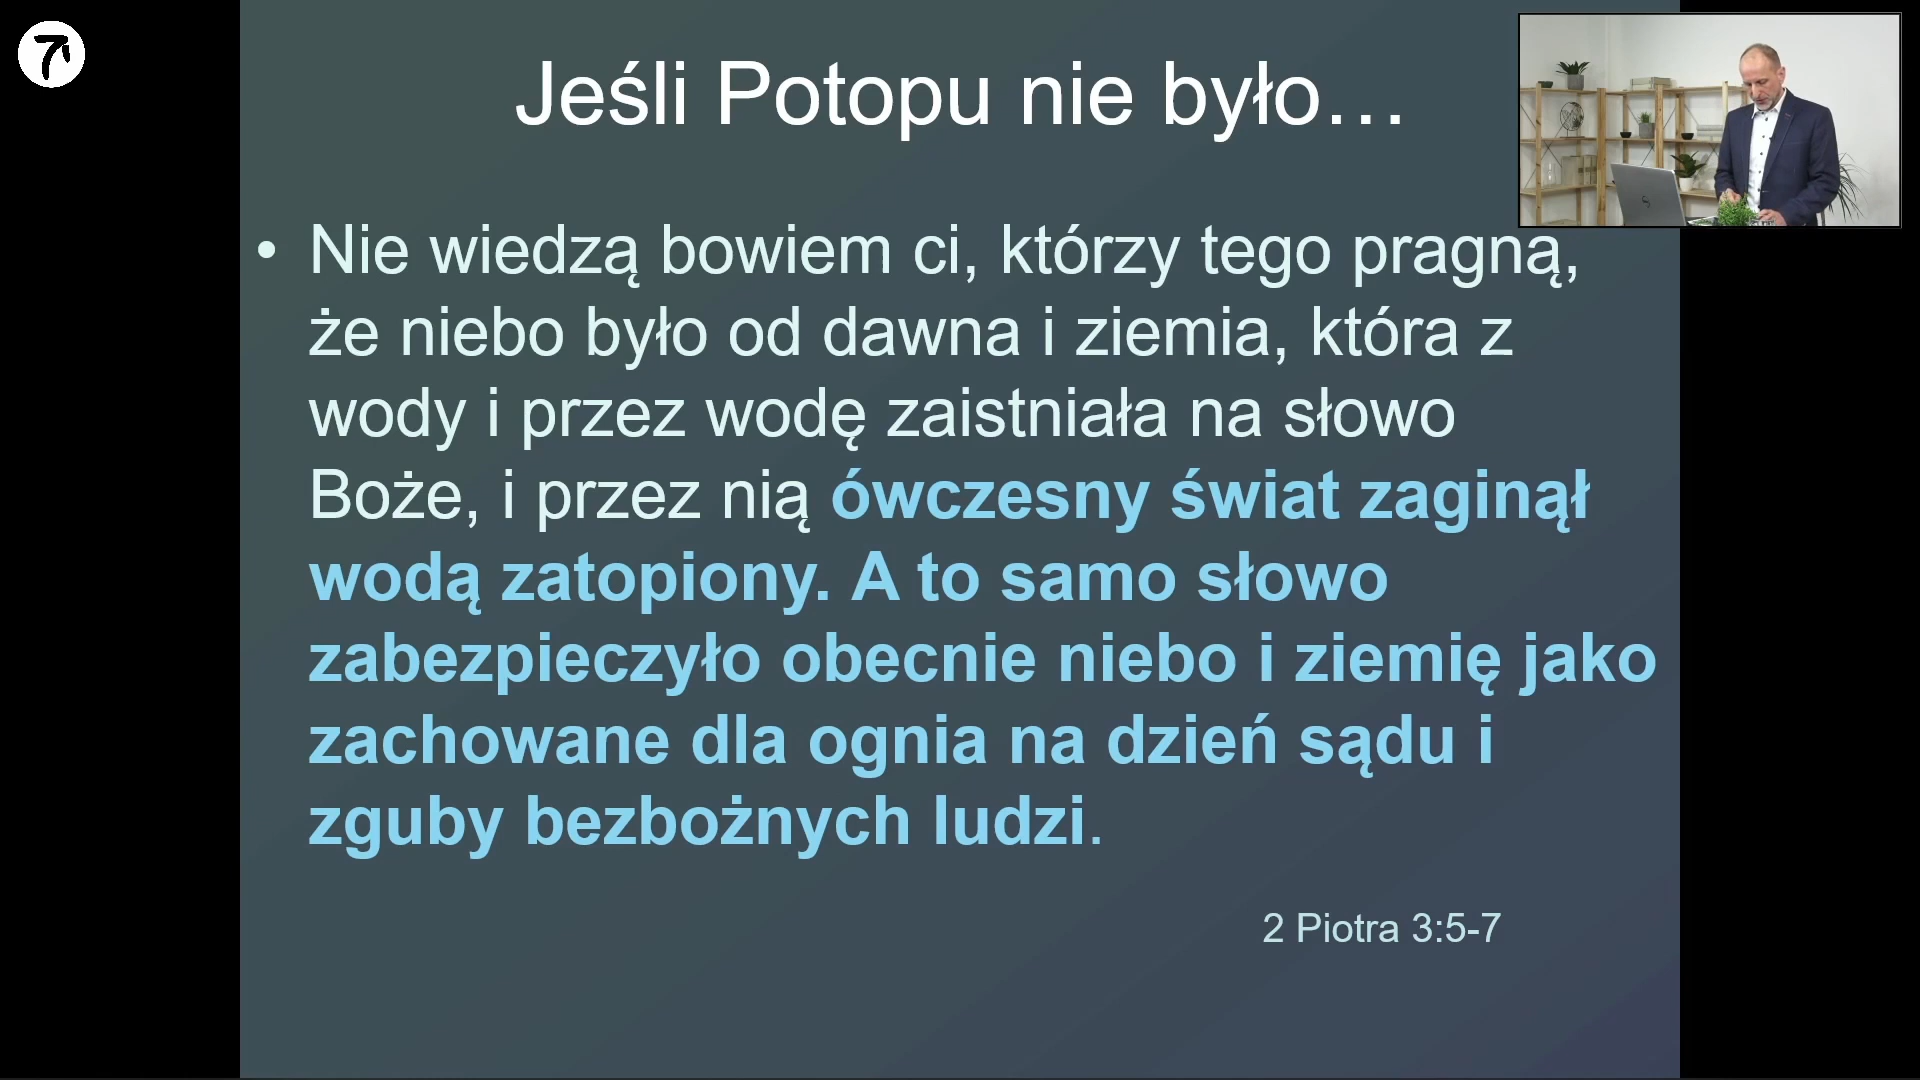 Jeśli Potopu nie było...
• Nie wiedzą bowiem ci, którzy tego pragną,
że niebo było od dawna i ziemia, która z
wody i przez wodę zaistniała na słowo
Boże, i przez nią ówczesny świat zaginął
wodą zatopiony. A to samo słowo
zabezpieczyło obecnie niebo i ziemię jako
zachowane dla ognia na dzień sądu i
zguby bezbożnych ludzi.
2 Piotra 3:5-7